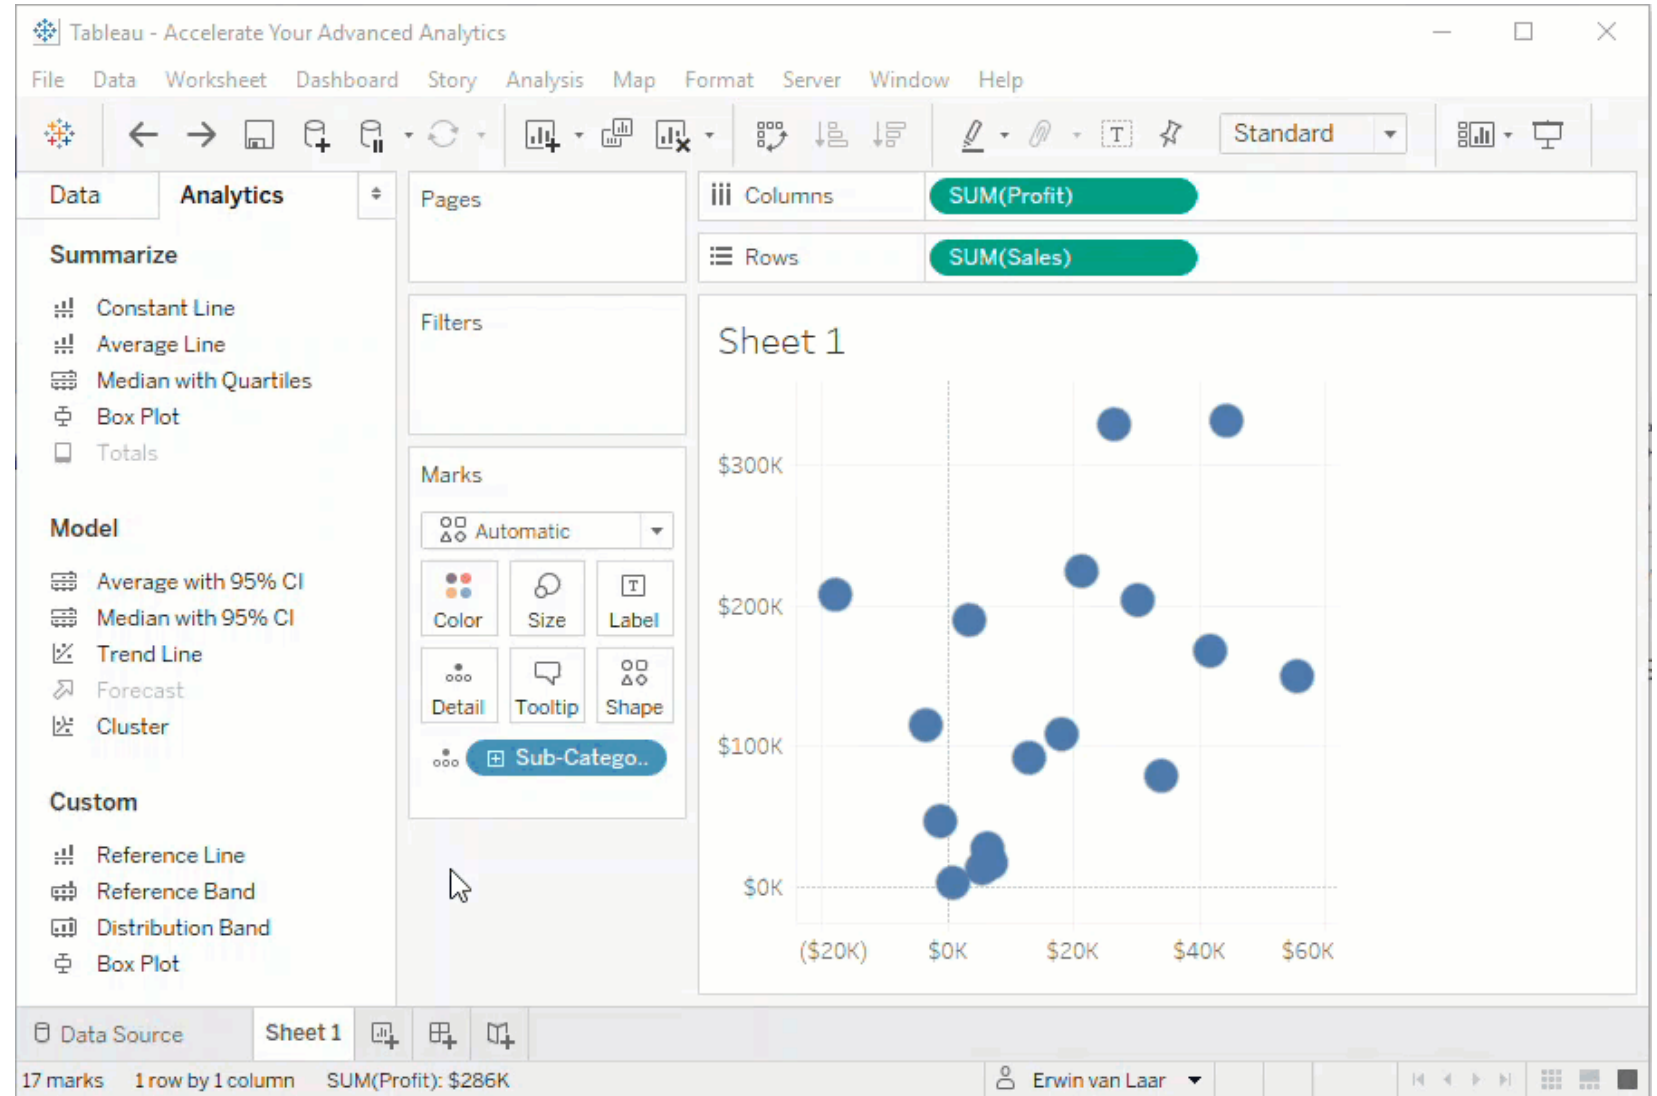 Tableau - Accelerate Your Advanced Analytics
File Data Worksheet Dashboard Story Analysis Map Format Server Window Help
Standard
Data Analytics
Summarize
Constant Line
Average Line
Median with Quartiles
Box Plot
Totals
Model
Average with 95% CI
Median with 95% CI
Trend Line
Forecast
Cluster
Custom
Reference Line
Reference Band
Distribution Band
Box Plot
Pages
Filters
Marks
Automatic
Color Size Label
Detail Tooltip Shape
Sub-Catego..
Columns SUM(Profit)
Rows SUM(Sales)
Sheet 1
$300K
$200K
$100K
$0K
($20K) $0K $20K $40K $60K
Data Source Sheet 1
17 marks 1 row by 1 column SUM(Profit): $286K Erwin van Laar